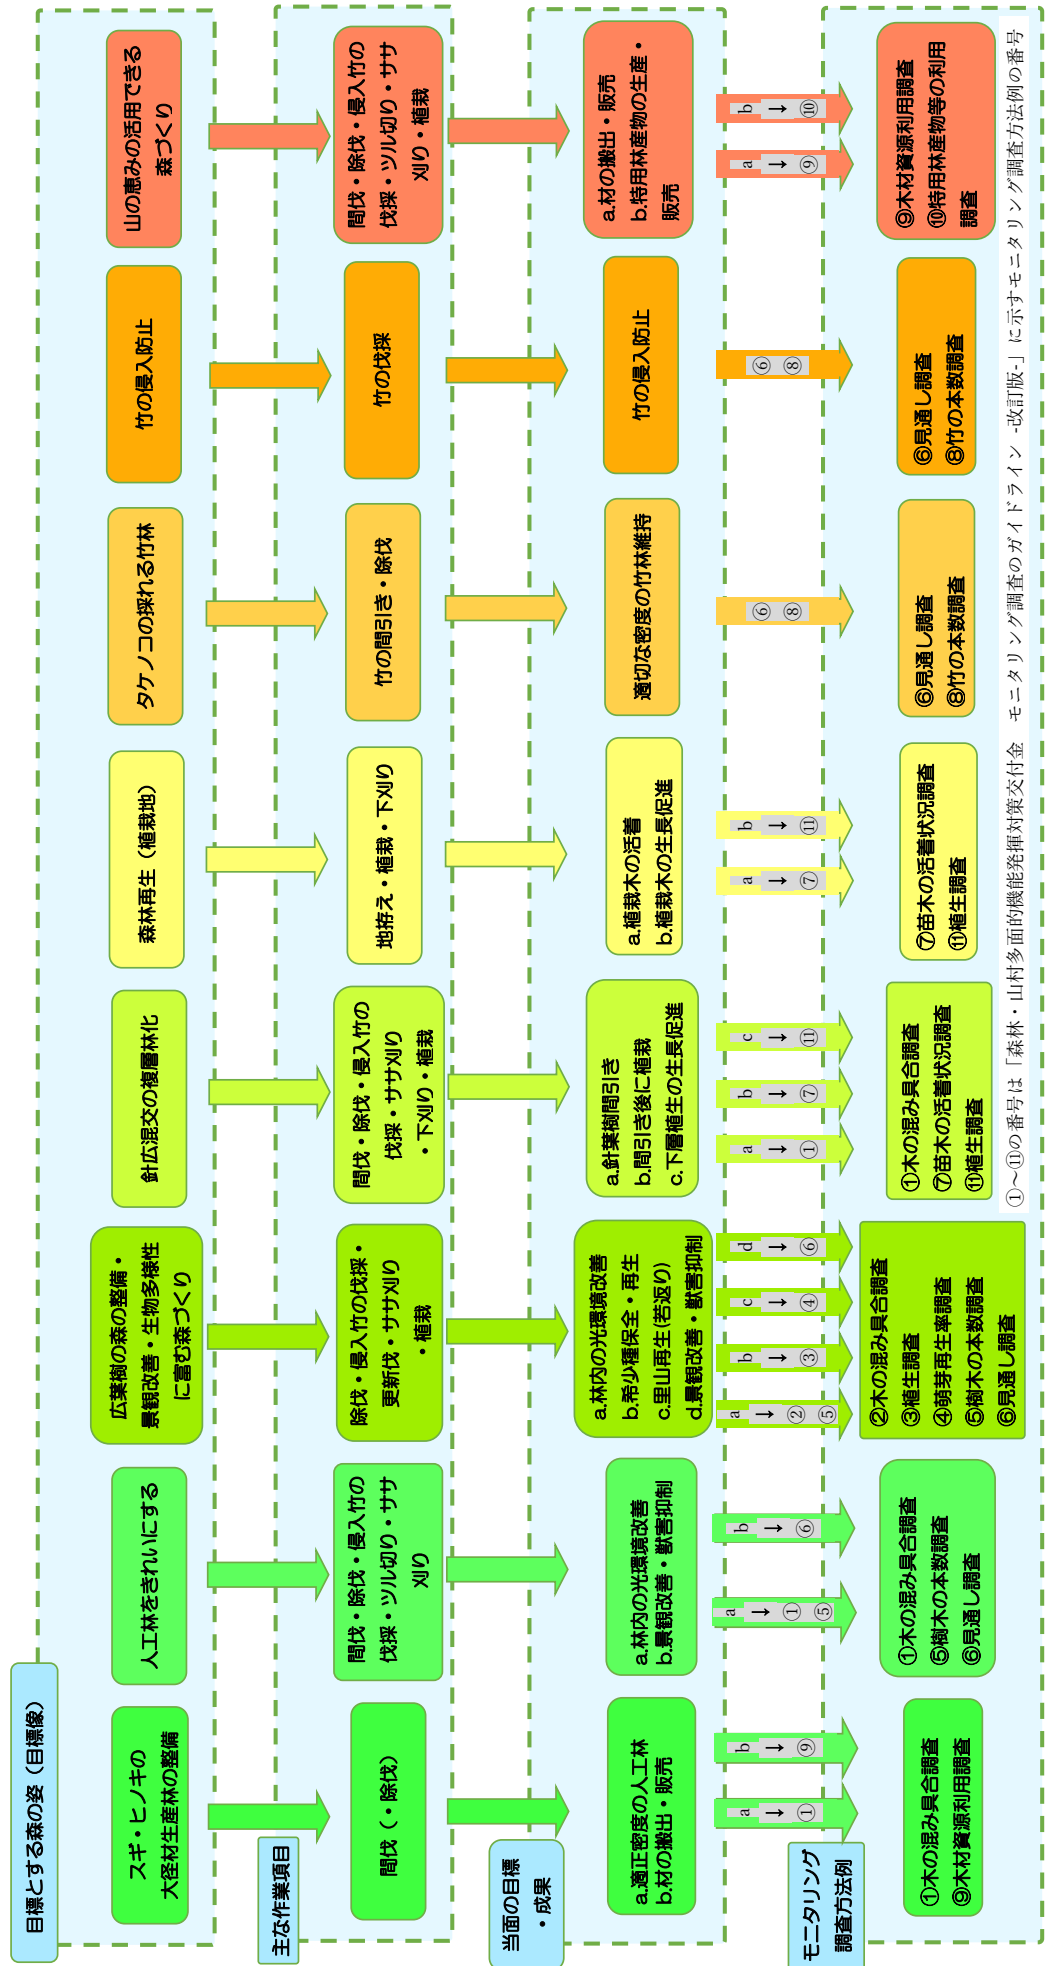 目標とする森の姿（目標像）
スギ・ヒノキの
大径材生産林の整備
人工林をきれいにする
広葉樹の森の整備・
景観改善・生物多様性
に富む森づくり
針広混交の複層林化
森林再生（植栽地）
タケノコの採れる竹林
竹の侵入防止
山の恵みの活用できる
森づくり
主な作業項目
間伐（・除伐）
間伐・除伐・侵入竹の
伐採・ツル切り・ササ
刈り
除伐・侵入竹の伐採・
更新伐・ササ刈り
・植栽
間伐・除伐・侵入竹の
伐採・ササ刈り
・下刈り・植栽
地拵え・植栽・下刈り
竹の間引き・除伐
竹の伐採
間伐・除伐・侵入竹の
伐採・ツル切り・ササ
刈り・植栽
当面の目標
・成果
a.適正密度の人工林
b.材の搬出・販売
a.林内の光環境改善
b.景観改善・獣害抑制
a.林内の光環境改善
b.希少種保全・再生
c.里山再生(若返り)
d.景観改善・獣害抑制
a.針葉樹間引き
b.間引き後に植栽
c.下層植生の生長促進
a.植栽木の活着
b.植栽木の生長促進
適切な密度の竹林維持
竹の侵入防止
a.材の搬出・販売
b.特用林産物の生産・
販売
a→①
b→⑨
a→①⑤
b→⑥
a→②⑤
b→③
c→④
d→⑥
a→①
b→⑦
c→⑪
a→⑦
b→⑪
⑥⑧
⑥⑧
a→⑨
b→⑩
モニタリング
調査方法例
①木の混み具合調査
⑨木材資源利用調査
①木の混み具合調査
⑤樹木の本数調査
⑥見通し調査
②木の混み具合調査
③植生調査
④萌芽再生率調査
⑤樹木の本数調査
⑥見通し調査
①木の混み具合調査
⑦苗木の活着状況調査
⑪植生調査
⑦苗木の活着状況調査
⑪植生調査
⑥見通し調査
⑧竹の本数調査
⑥見通し調査
⑧竹の本数調査
⑨木材資源利用調査
⑩特用林産物等の利用
調査
①～⑪の番号は「森林・山村多面的機能発揮対策交付金　モニタリング調査のガイドライン -改訂版-」に示すモニタリング調査方法例の番号